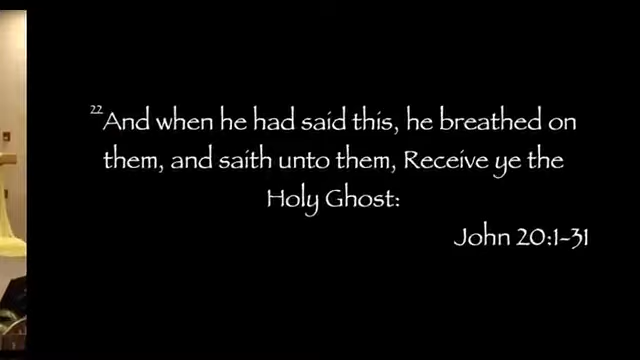 22And when he had said this, he breathed on
them, and saith unto them, Receive ye the
Holy Ghost:
John 20:1-31